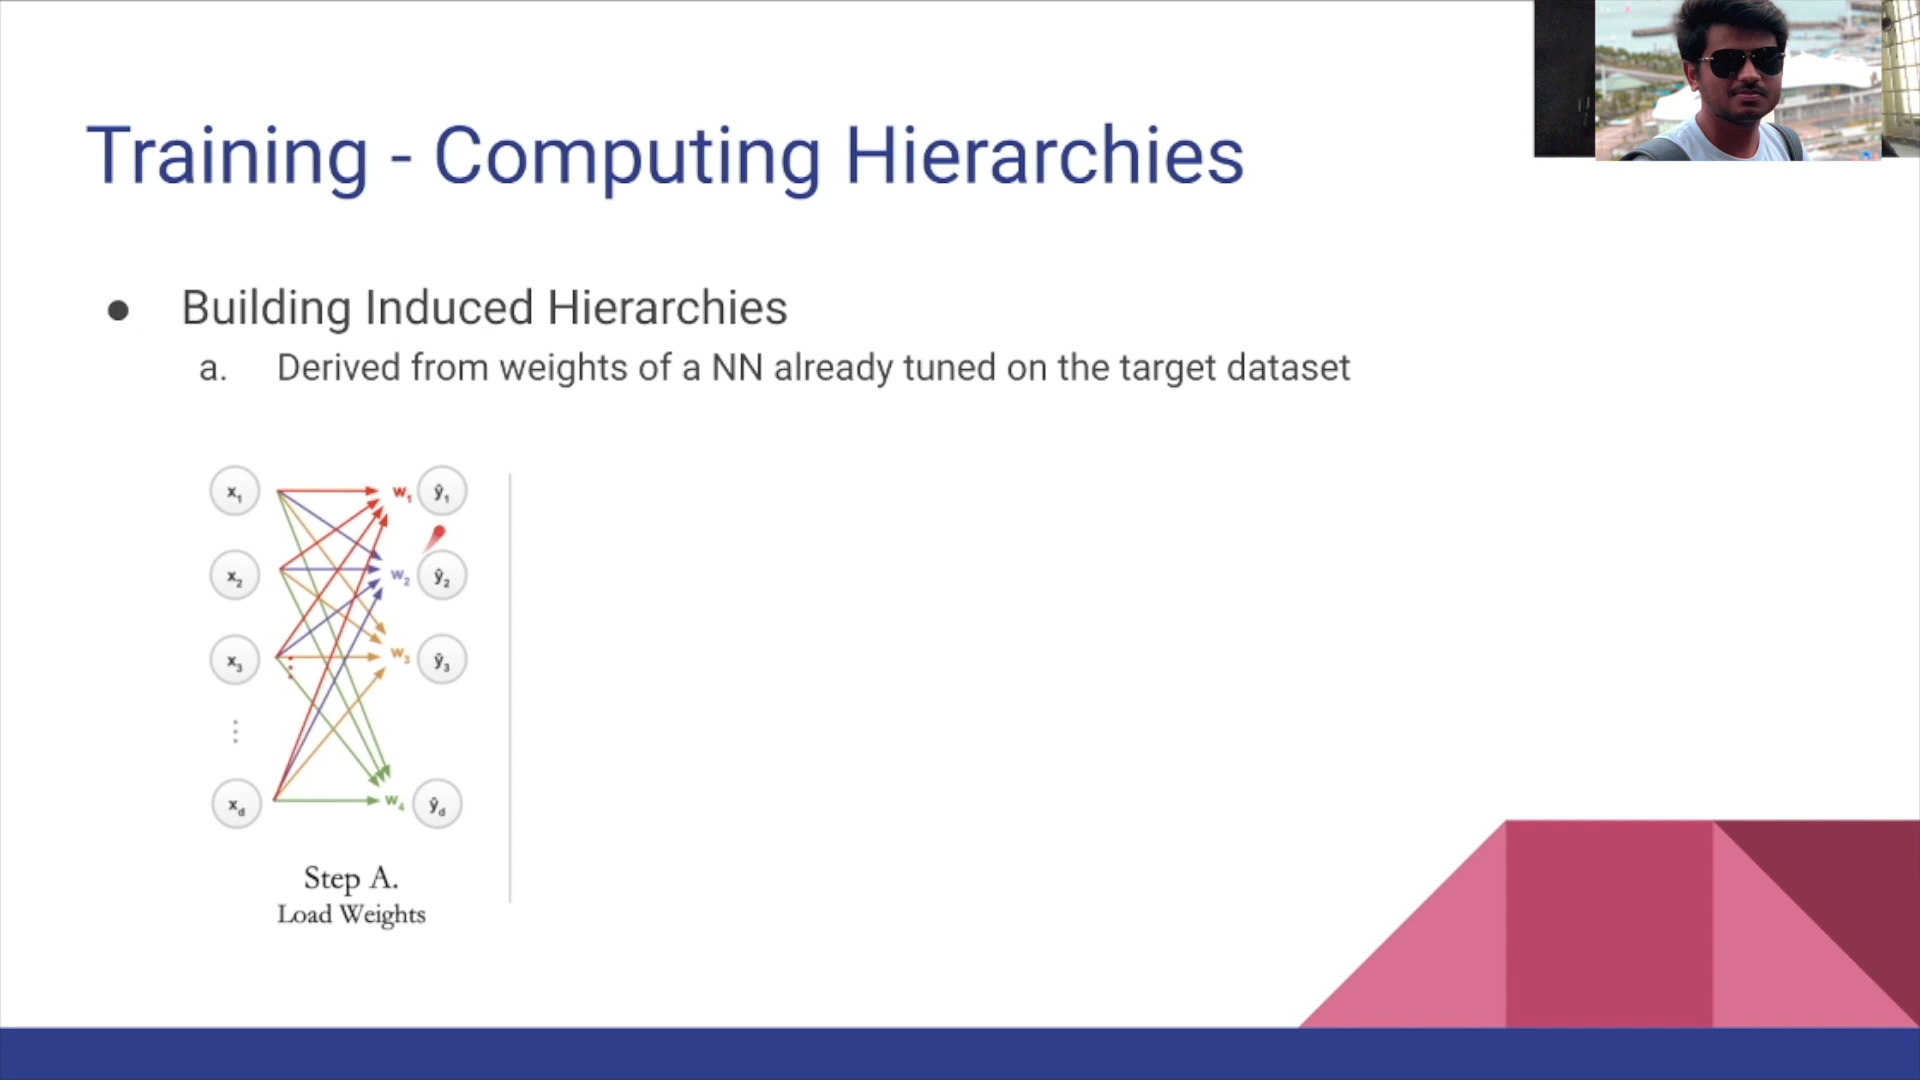 Training - Computing Hierarchies
● Building Induced Hierarchies
a. Derived from weights of a NN already tuned on the target dataset
x₁ w₁ ŷ₁
x₂ w₂ ŷ₂
x₃ w₃ ŷ₃
⋮
x_d w₄ ŷ_d
Step A.
Load Weights